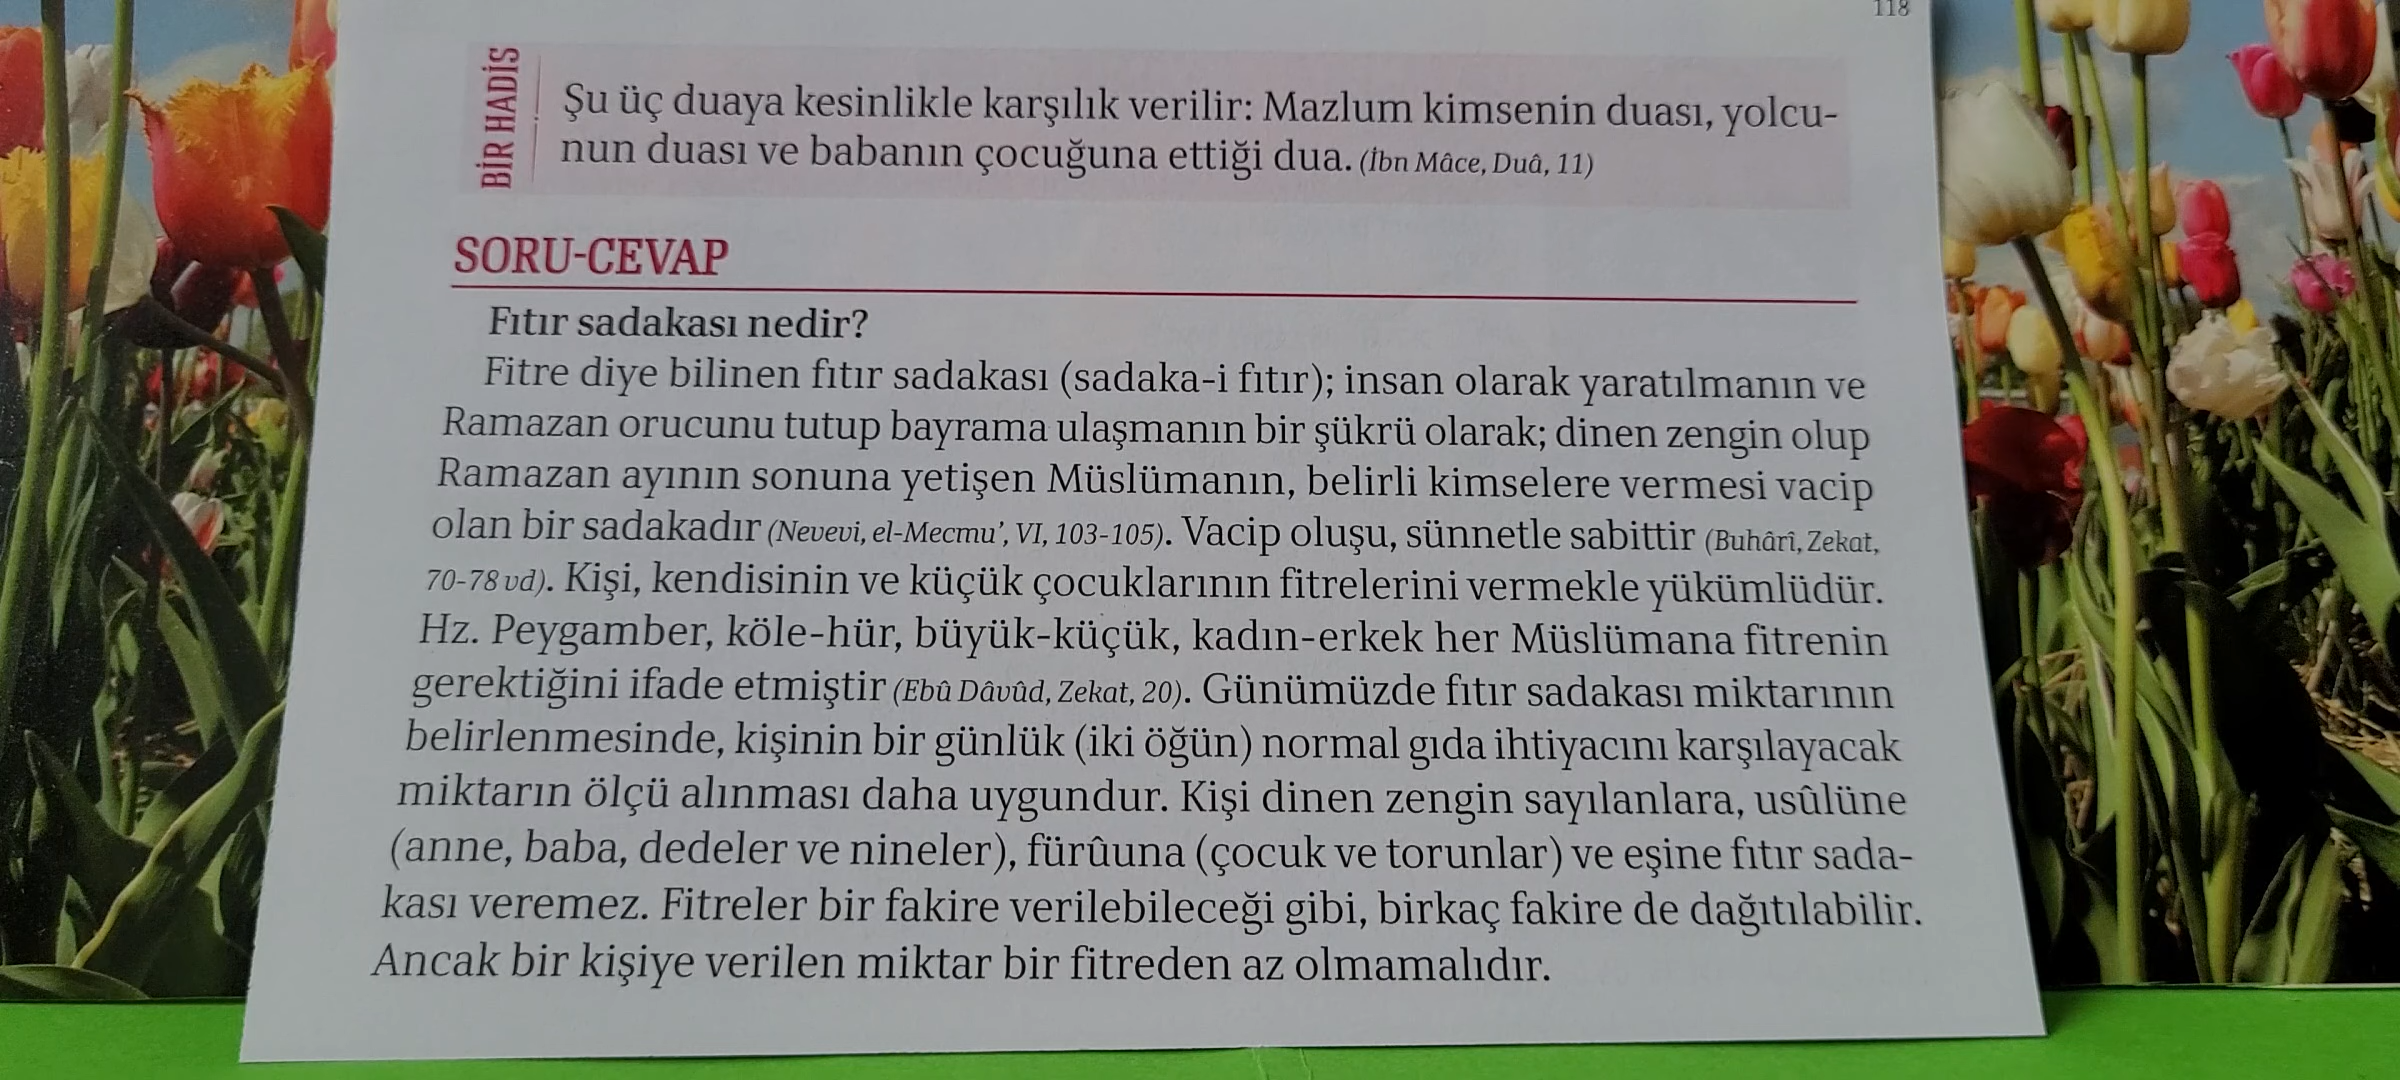 118
BİR HADİS
Şu üç duaya kesinlikle karşılık verilir: Mazlum kimsenin duası, yolcu-
nun duası ve babanın çocuğuna ettiği dua. (İbn Mâce, Duâ, 11)
SORU-CEVAP
Fıtır sadakası nedir?
Fitre diye bilinen fıtır sadakası (sadaka-i fıtır); insan olarak yaratılmanın ve
Ramazan orucunu tutup bayrama ulaşmanın bir şükrü olarak; dinen zengin olup
Ramazan ayının sonuna yetişen Müslümanın, belirli kimselere vermesi vacip
olan bir sadakadır (Nevevi, el-Mecmu’, VI, 103-105). Vacip oluşu, sünnetle sabittir (Buhârî, Zekat,
70-78 vd). Kişi, kendisinin ve küçük çocuklarının fitrelerini vermekle yükümlüdür.
Hz. Peygamber, köle-hür, büyük-küçük, kadın-erkek her Müslümana fitrenin
gerektiğini ifade etmiştir (Ebû Dâvûd, Zekat, 20). Günümüzde fıtır sadakası miktarının
belirlenmesinde, kişinin bir günlük (iki öğün) normal gıda ihtiyacını karşılayacak
miktarın ölçü alınması daha uygundur. Kişi dinen zengin sayılanlara, usûlüne
(anne, baba, dedeler ve nineler), fürûuna (çocuk ve torunlar) ve eşine fıtır sada-
kası veremez. Fitreler bir fakire verilebileceği gibi, birkaç fakire de dağıtılabilir.
Ancak bir kişiye verilen miktar bir fitreden az olmamalıdır.